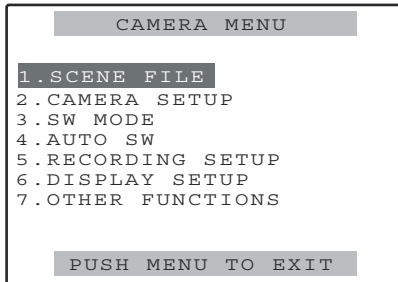 CAMERA MENU
1.SCENE FILE
2.CAMERA SETUP
3.SW MODE
4.AUTO SW
5.RECORDING SETUP
6.DISPLAY SETUP
7.OTHER FUNCTIONS
PUSH MENU TO EXIT